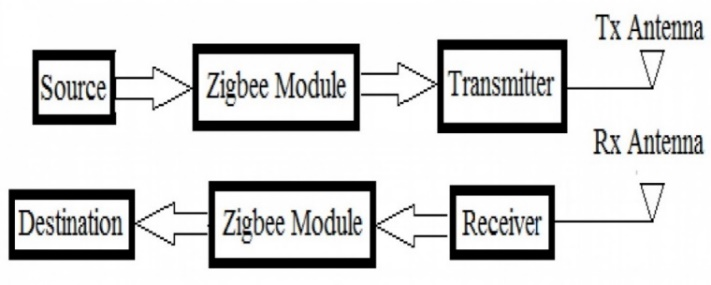 Tx Antenna
Source
Zigbee Module
Transmitter
Rx Antenna
Destination
Zigbee Module
Receiver